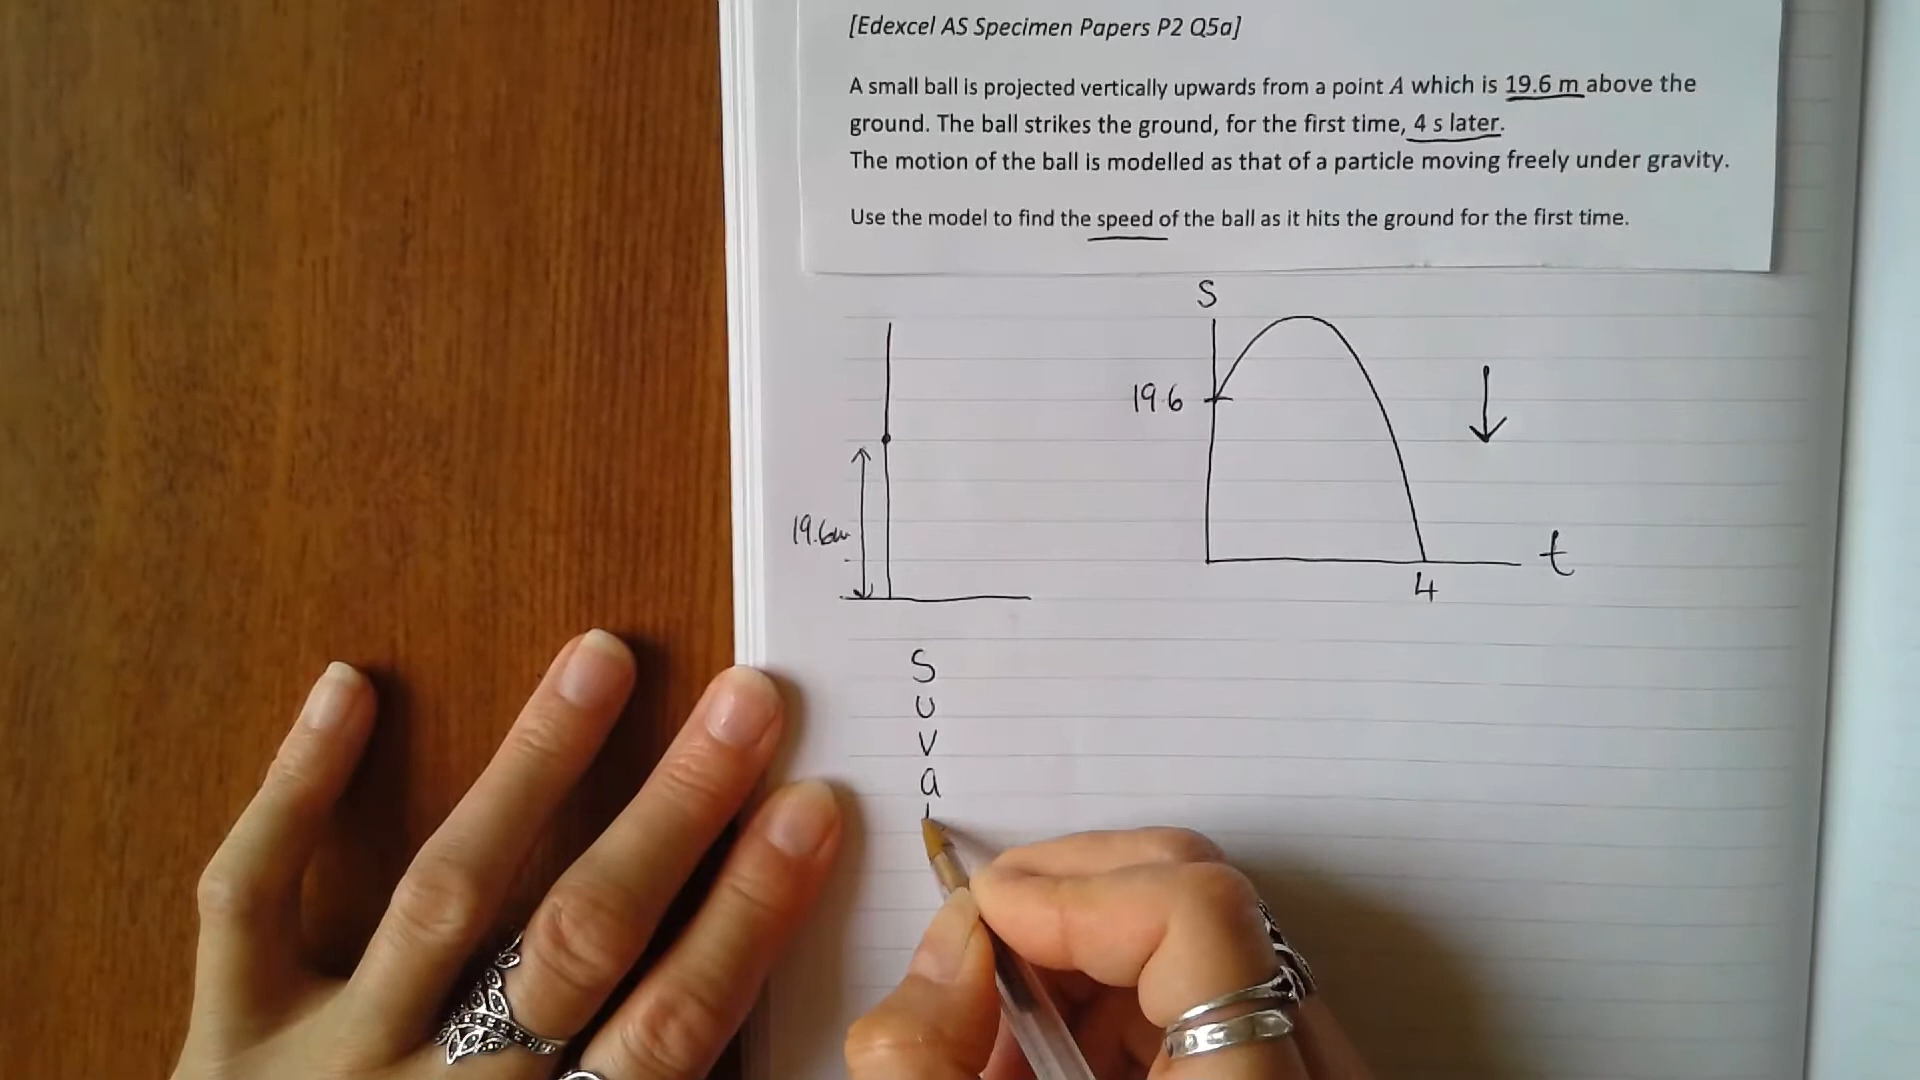 [Edexcel AS Specimen Papers P2 Q5a]
A small ball is projected vertically upwards from a point A which is 19.6 m above the
ground. The ball strikes the ground, for the first time, 4 s later.
The motion of the ball is modelled as that of a particle moving freely under gravity.
Use the model to find the speed of the ball as it hits the ground for the first time.
S
19.6
19.6m
t
4
S
U
V
a